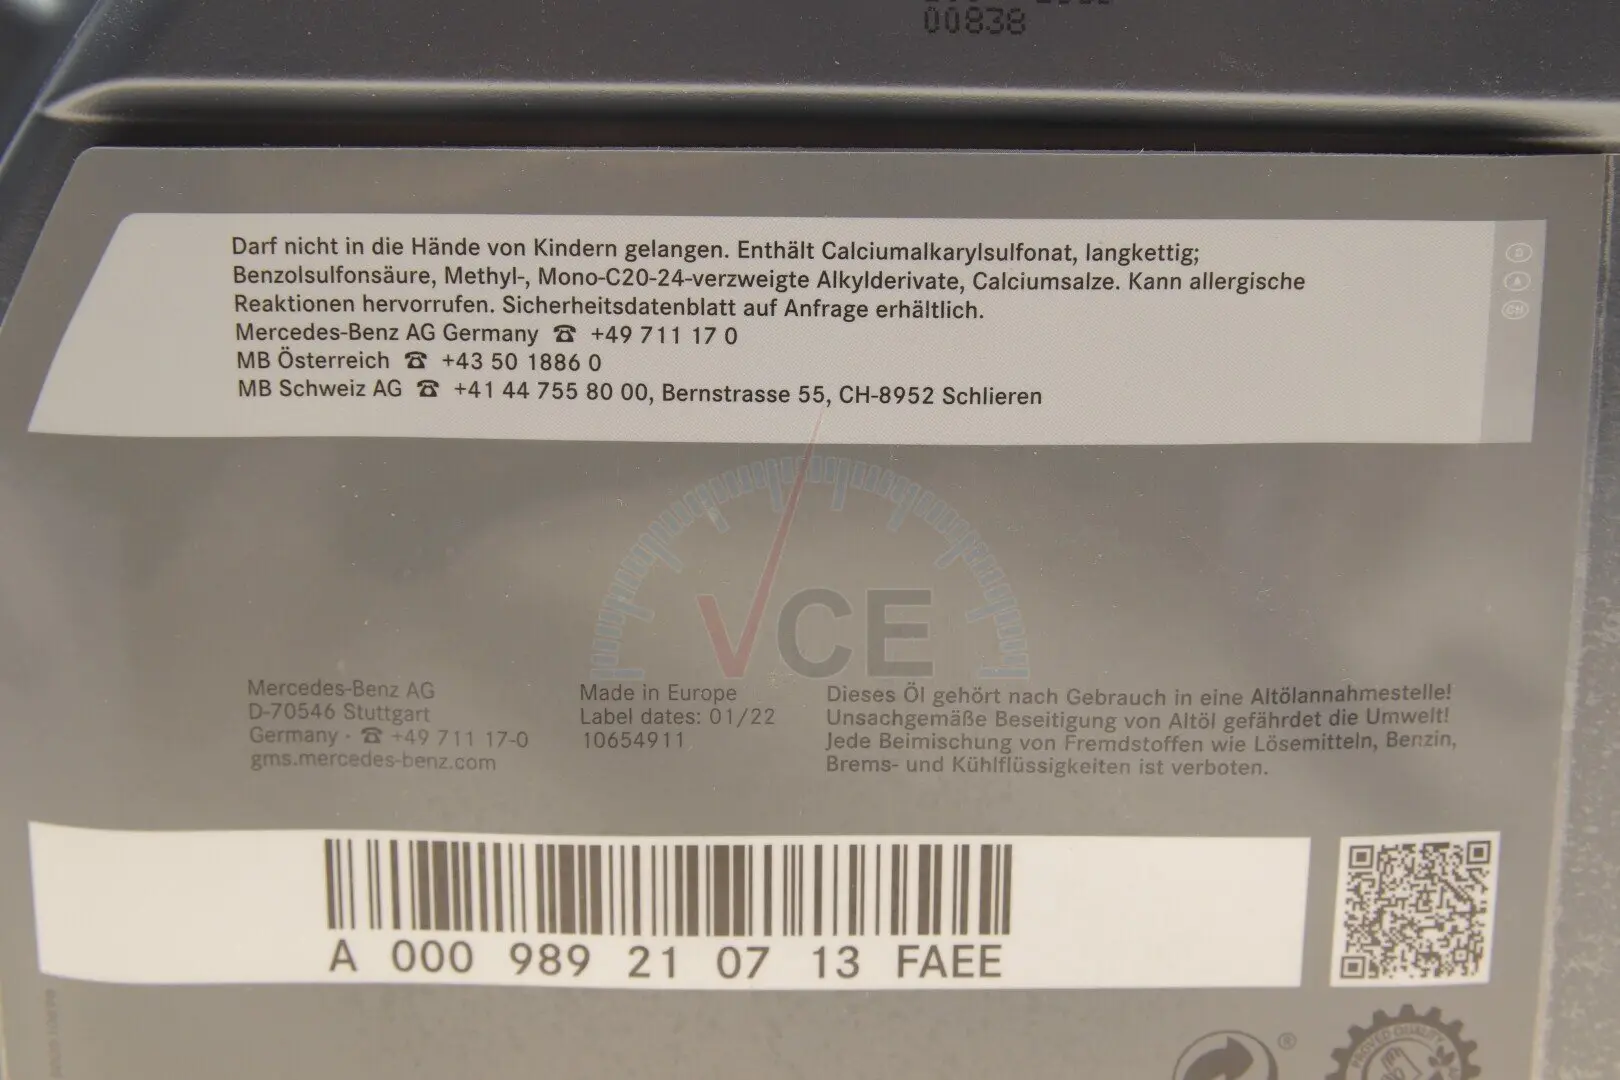 00838
Darf nicht in die Hände von Kindern gelangen. Enthält Calciumalkarylsulfonat, langkettig;
Benzolsulfonsäure, Methyl-, Mono-C20-24-verzweigte Alkylderivate, Calciumsalze. Kann allergische
Reaktionen hervorrufen. Sicherheitsdatenblatt auf Anfrage erhältlich.
Mercedes-Benz AG Germany ☎ +49 711 17 0
MB Österreich ☎ +43 50 1886 0
MB Schweiz AG ☎ +41 44 755 80 00, Bernstrasse 55, CH-8952 Schlieren
D
A
CH
VCE
Mercedes-Benz AG
D-70546 Stuttgart
Germany · ☎ +49 711 17-0
gms.mercedes-benz.com
Made in Europe
Label dates: 01/22
10654911
Dieses Öl gehört nach Gebrauch in eine Altölannahmestelle!
Unsachgemäße Beseitigung von Altöl gefährdet die Umwelt!
Jede Beimischung von Fremdstoffen wie Lösemitteln, Benzin,
Brems- und Kühlflüssigkeiten ist verboten.
A 000 989 21 07 13 FAEE
®
PROVED QUALITY